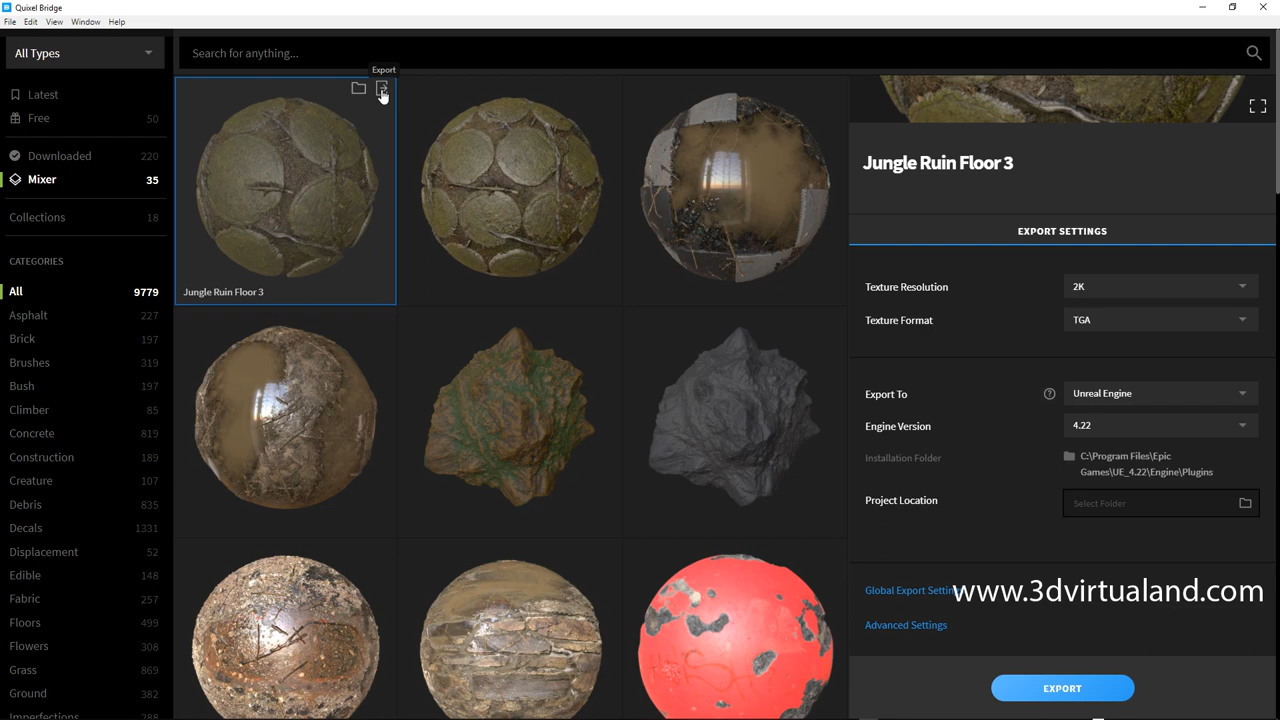 Quixel Bridge
File Edit View Window Help
All Types
Search for anything...
Export
Latest
Free 50
Downloaded 220
Mixer 35
Collections 18
CATEGORIES
All 9779
Asphalt 227
Brick 197
Brushes 319
Bush 197
Climber 85
Concrete 819
Construction 189
Creature 107
Debris 835
Decals 1331
Displacement 52
Edible 148
Fabric 257
Floors 499
Flowers 308
Grass 869
Ground 382
Imperfections 288
Jungle Ruin Floor 3
Jungle Ruin Floor 3
EXPORT SETTINGS
Texture Resolution 2K
Texture Format TGA
Export To ? Unreal Engine
Engine Version 4.22
Installation Folder C:\Program Files\Epic
Games\UE_4.22\Engine\Plugins
Project Location Select Folder
Global Export Settin
www.3dvirtualand.com
Advanced Settings
EXPORT